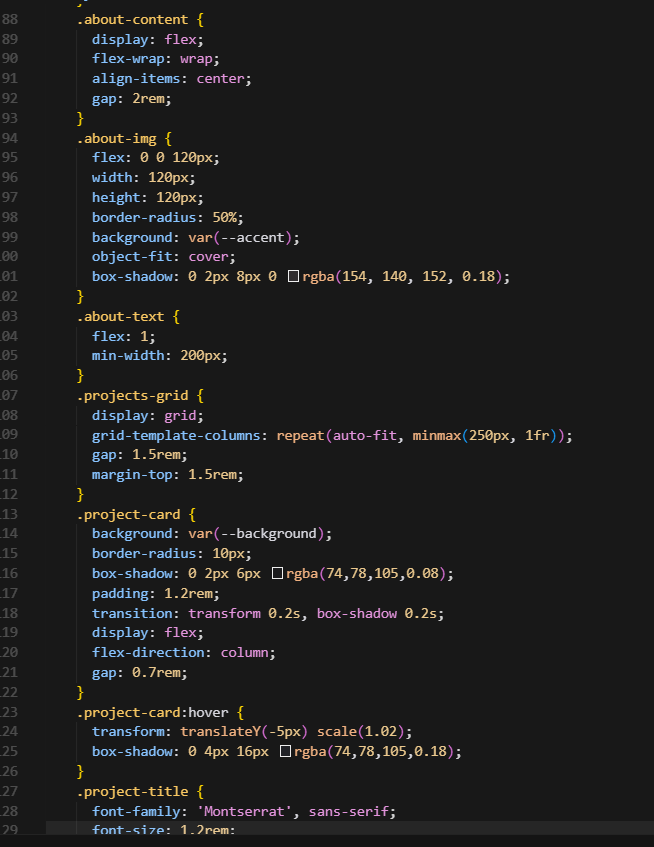 88 .about-content {
89 display: flex;
90 flex-wrap: wrap;
91 align-items: center;
92 gap: 2rem;
93 }
94 .about-img {
95 flex: 0 0 120px;
96 width: 120px;
97 height: 120px;
98 border-radius: 50%;
99 background: var(--accent);
00 object-fit: cover;
01 box-shadow: 0 2px 8px 0 rgba(154, 140, 152, 0.18);
02 }
03 .about-text {
04 flex: 1;
05 min-width: 200px;
06 }
07 .projects-grid {
08 display: grid;
09 grid-template-columns: repeat(auto-fit, minmax(250px, 1fr));
10 gap: 1.5rem;
11 margin-top: 1.5rem;
12 }
13 .project-card {
14 background: var(--background);
15 border-radius: 10px;
16 box-shadow: 0 2px 6px rgba(74,78,105,0.08);
17 padding: 1.2rem;
18 transition: transform 0.2s, box-shadow 0.2s;
19 display: flex;
20 flex-direction: column;
21 gap: 0.7rem;
22 }
23 .project-card:hover {
24 transform: translateY(-5px) scale(1.02);
25 box-shadow: 0 4px 16px rgba(74,78,105,0.18);
26 }
27 .project-title {
28 font-family: 'Montserrat', sans-serif;
29 font-size: 1.2rem;